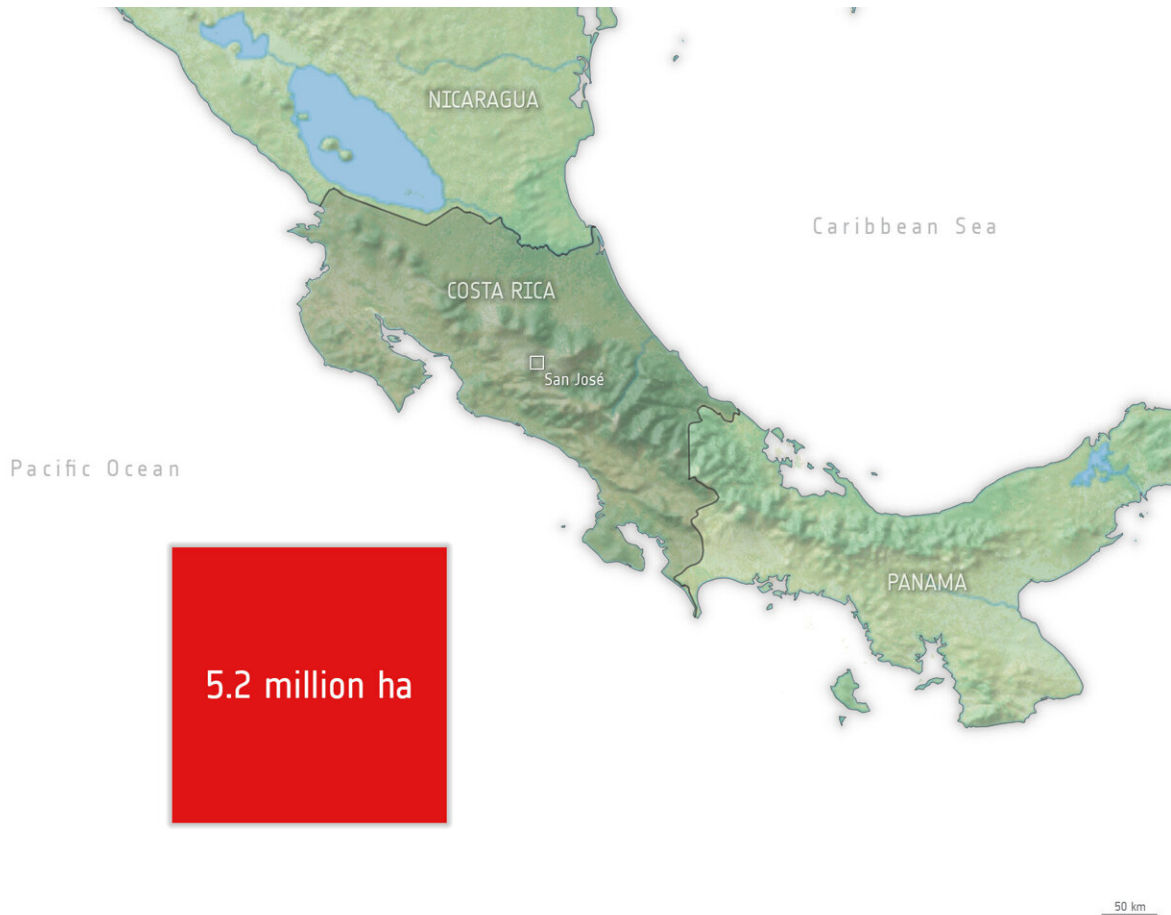 NICARAGUA
Caribbean Sea
COSTA RICA
San José
Pacific Ocean
PANAMA
5.2 million ha
50 km